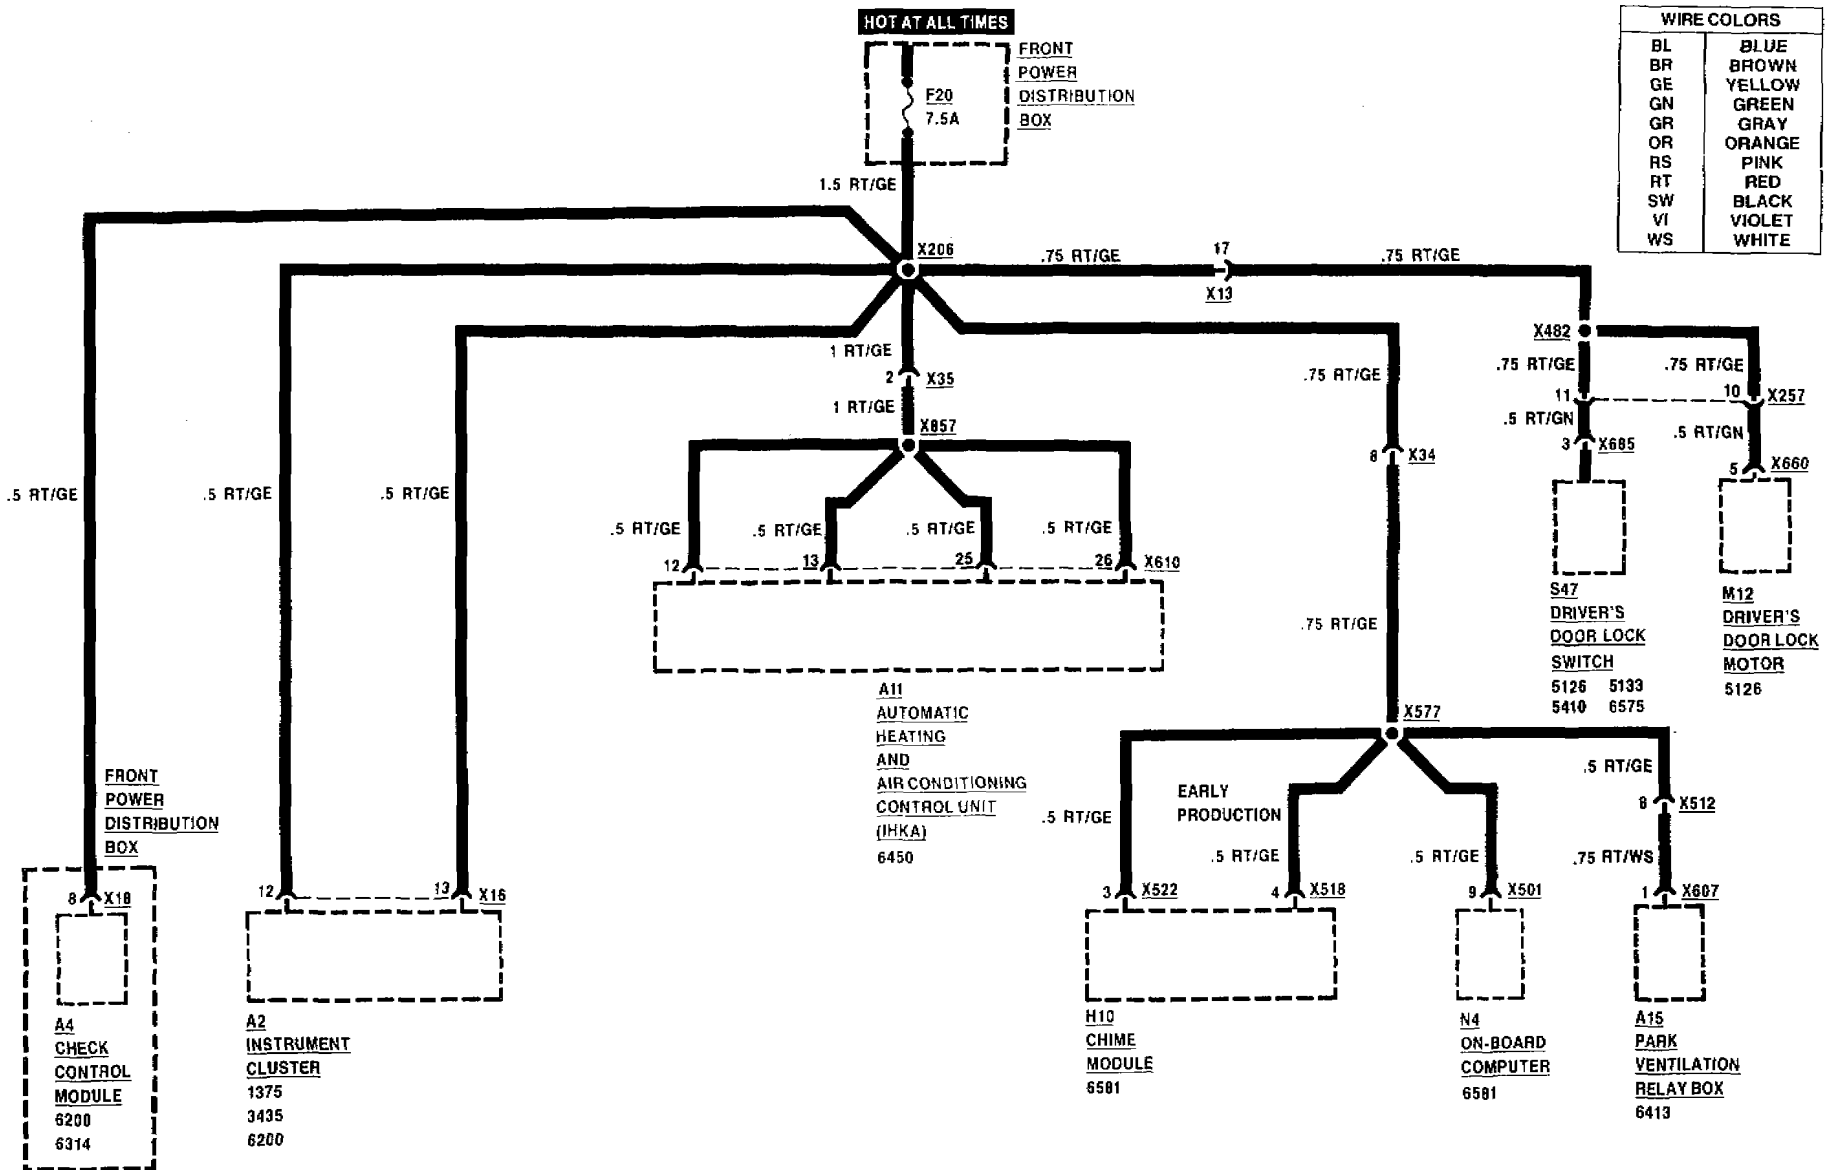 HOT AT ALL TIMES
FRONT
POWER
DISTRIBUTION
BOX
F20
7.5A
WIRE COLORS
BL BLUE
BR BROWN
GE YELLOW
GN GREEN
GR GRAY
OR ORANGE
RS PINK
RT RED
SW BLACK
VI VIOLET
WS WHITE
1.5 RT/GE
X206
.75 RT/GE
17
X13
.75 RT/GE
1 RT/GE
2
X35
1 RT/GE
X857
.75 RT/GE
8
X34
X482
.75 RT/GE
.75 RT/GE
11
10
X257
.5 RT/GN
.5 RT/GN
3
X685
5
X660
.5 RT/GE
.5 RT/GE
.5 RT/GE
.5 RT/GE
.5 RT/GE
.5 RT/GE
.5 RT/GE
12
13
25
26
X610
S47
DRIVER'S
DOOR LOCK
SWITCH
5126 5133
5410 6575
M12
DRIVER'S
DOOR LOCK
MOTOR
5126
.75 RT/GE
A11
AUTOMATIC
HEATING
AND
AIR CONDITIONING
CONTROL UNIT
(IHKA)
6450
X577
.5 RT/GE
EARLY
PRODUCTION
.5 RT/GE
.5 RT/GE
.5 RT/GE
8
X512
.75 RT/WS
FRONT
POWER
DISTRIBUTION
BOX
8
X18
12
13
X16
3
X522
4
X518
9
X501
1
X607
A4
CHECK
CONTROL
MODULE
6200
6314
A2
INSTRUMENT
CLUSTER
1375
3435
6200
H10
CHIME
MODULE
6581
N4
ON-BOARD
COMPUTER
6581
A15
PARK
VENTILATION
RELAY BOX
6413